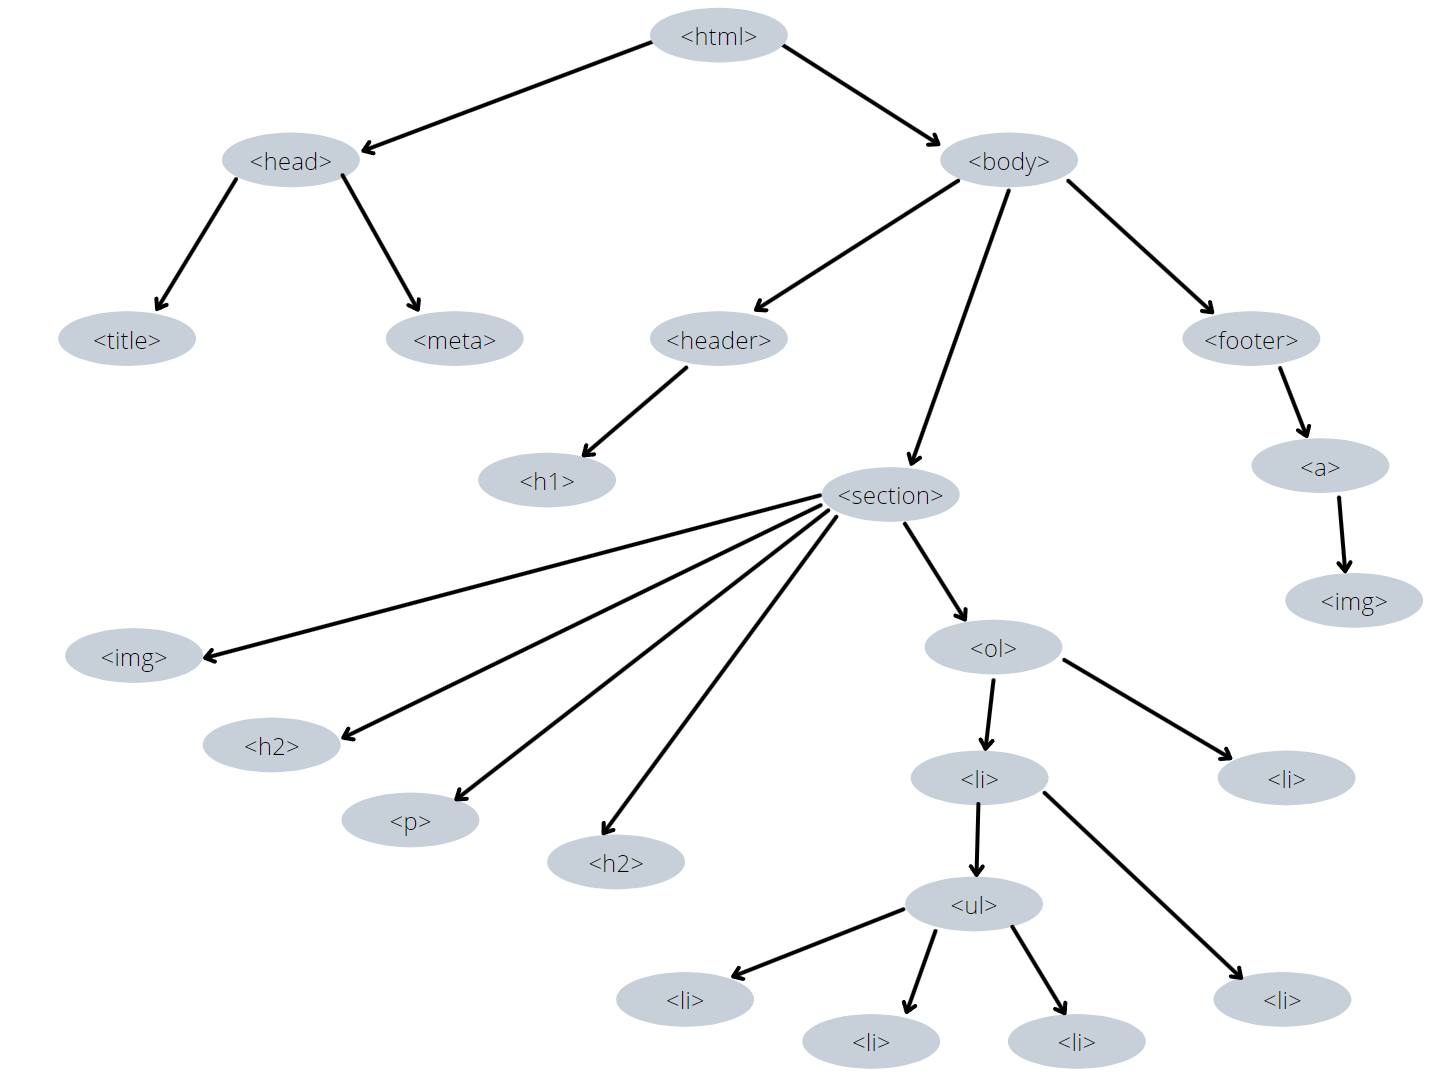 <html>
<head>
<body>
<title>
<meta>
<header>
<footer>
<a>
<h1>
<section>
<img>
<ol>
<img>
<h2>
<li>
<li>
<p>
<h2>
<ul>
<li>
<li>
<li>
<li>